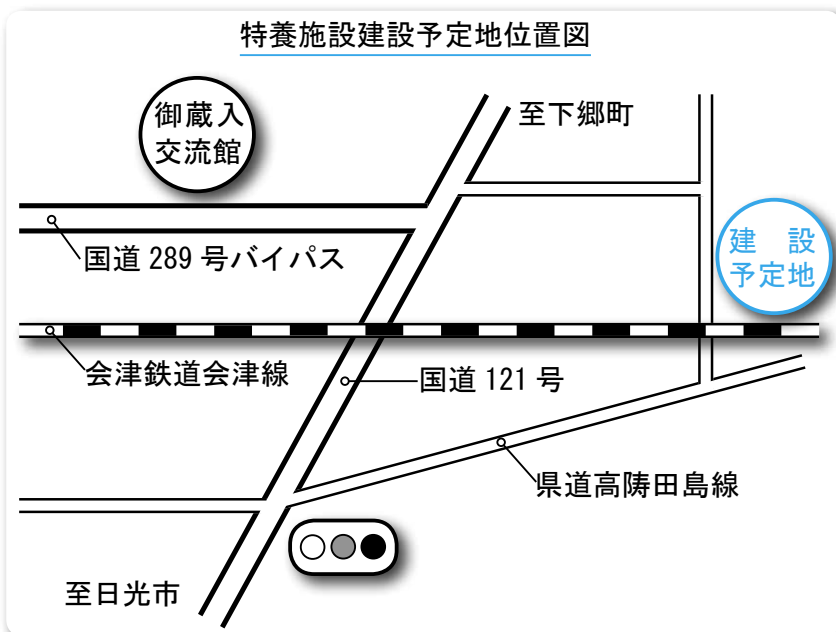 特養施設建設予定地位置図
御蔵入
交流館
至下郷町
国道 289 号バイパス
建　設
予定地
会津鉄道会津線
国道 121 号
県道高陦田島線
至日光市